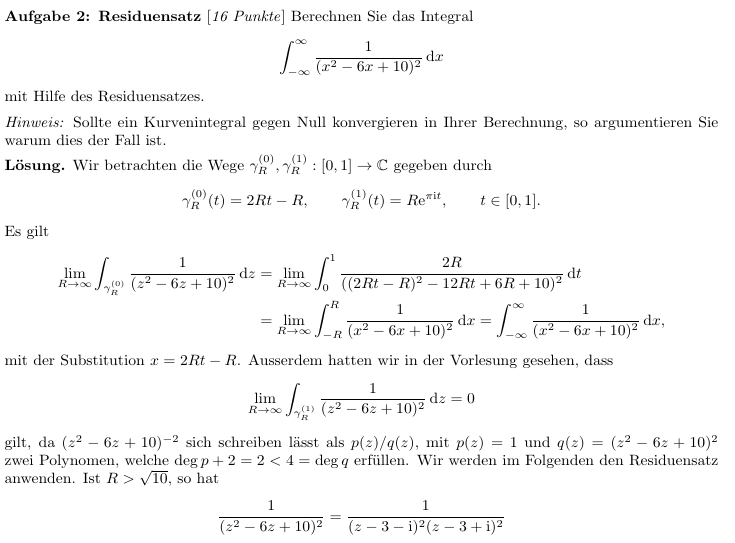 Aufgabe 2: Residuensatz [16 Punkte] Berechnen Sie das Integral
$$\int_{-\infty}^{\infty} \frac{1}{(x^2 - 6x + 10)^2} \, \mathrm{d}x$$
mit Hilfe des Residuensatzes.
Hinweis: Sollte ein Kurvenintegral gegen Null konvergieren in Ihrer Berechnung, so argumentieren Sie
warum dies der Fall ist.
Lösung. Wir betrachten die Wege $\gamma_R^{(0)}, \gamma_R^{(1)} : [0, 1] \to \mathbb{C}$ gegeben durch
$$\gamma_R^{(0)}(t) = 2Rt - R, \qquad \gamma_R^{(1)}(t) = R\mathrm{e}^{\pi \mathrm{i} t}, \qquad t \in [0, 1].$$
Es gilt
$$\lim_{R \to \infty} \int_{\gamma_R^{(0)}} \frac{1}{(z^2 - 6z + 10)^2} \, \mathrm{d}z = \lim_{R \to \infty} \int_0^1 \frac{2R}{((2Rt - R)^2 - 12Rt + 6R + 10)^2} \, \mathrm{d}t$$
$$= \lim_{R \to \infty} \int_{-R}^{R} \frac{1}{(x^2 - 6x + 10)^2} \, \mathrm{d}x = \int_{-\infty}^{\infty} \frac{1}{(x^2 - 6x + 10)^2} \, \mathrm{d}x,$$
mit der Substitution $x = 2Rt - R$. Ausserdem hatten wir in der Vorlesung gesehen, dass
$$\lim_{R \to \infty} \int_{\gamma_R^{(1)}} \frac{1}{(z^2 - 6z + 10)^2} \, \mathrm{d}z = 0$$
gilt, da $(z^2 - 6z + 10)^{-2}$ sich schreiben lässt als $p(z)/q(z)$, mit $p(z) = 1$ und $q(z) = (z^2 - 6z + 10)^2$
zwei Polynomen, welche $\deg p + 2 = 2 < 4 = \deg q$ erfüllen. Wir werden im Folgenden den Residuensatz
anwenden. Ist $R > \sqrt{10}$, so hat
$$\frac{1}{(z^2 - 6z + 10)^2} = \frac{1}{(z - 3 - \mathrm{i})^2 (z - 3 + \mathrm{i})^2}$$